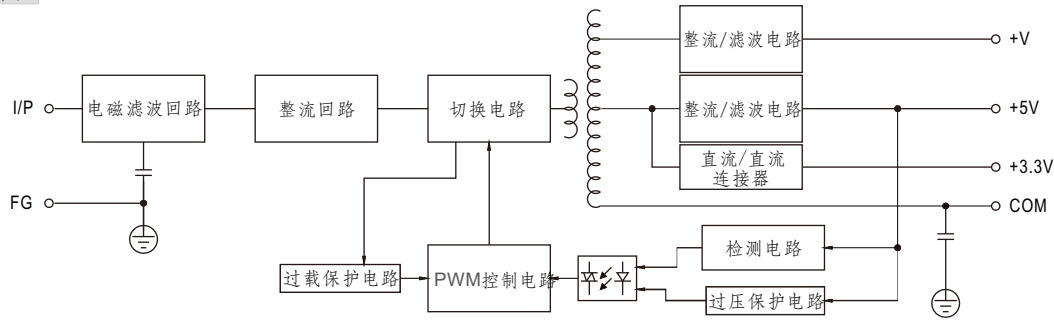 整流/滤波电路
+V
I/P
电磁滤波回路
整流回路
切换电路
整流/滤波电路
+5V
直流/直流
连接器
+3.3V
FG
COM
检测电路
过载保护电路
PWM控制电路
过压保护电路